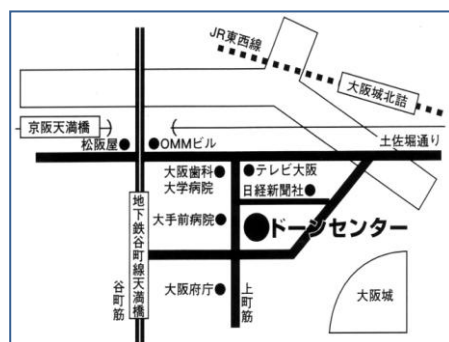 JR東西線
大阪城北詰
京阪天満橋
土佐堀通り
松阪屋
OMMビル
大阪歯科
大学病院
テレビ大阪
日経新聞社
大手前病院
ドーンセンター
地下鉄谷町線天満橋
谷町筋
大阪府庁
上町筋
大阪城